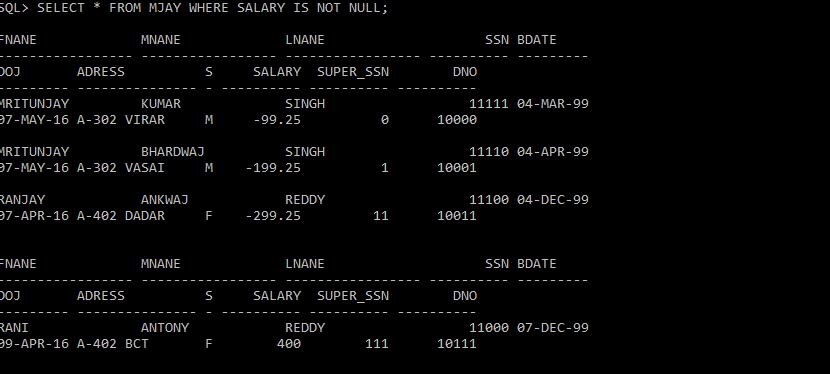 SQL> SELECT * FROM MJAY WHERE SALARY IS NOT NULL;
FNANE MNANE LNANE SSN BDATE
---------------- ----------------- ------------------ ---------- ---------
DOJ ADRESS S SALARY SUPER_SSN DNO
--------- --------------- - ---------- ---------- ----------
MRITUNJAY KUMAR SINGH 11111 04-MAR-99
07-MAY-16 A-302 VIRAR M -99.25 0 10000
MRITUNJAY BHARDWAJ SINGH 11110 04-APR-99
07-MAY-16 A-302 VASAI M -199.25 1 10001
RANJAY ANKWAJ REDDY 11100 04-DEC-99
07-APR-16 A-402 DADAR F -299.25 11 10011
FNANE MNANE LNANE SSN BDATE
---------------- ----------------- ------------------ ---------- ---------
DOJ ADRESS S SALARY SUPER_SSN DNO
--------- --------------- - ---------- ---------- ----------
RANI ANTONY REDDY 11000 07-DEC-99
09-APR-16 A-402 BCT F 400 111 10111